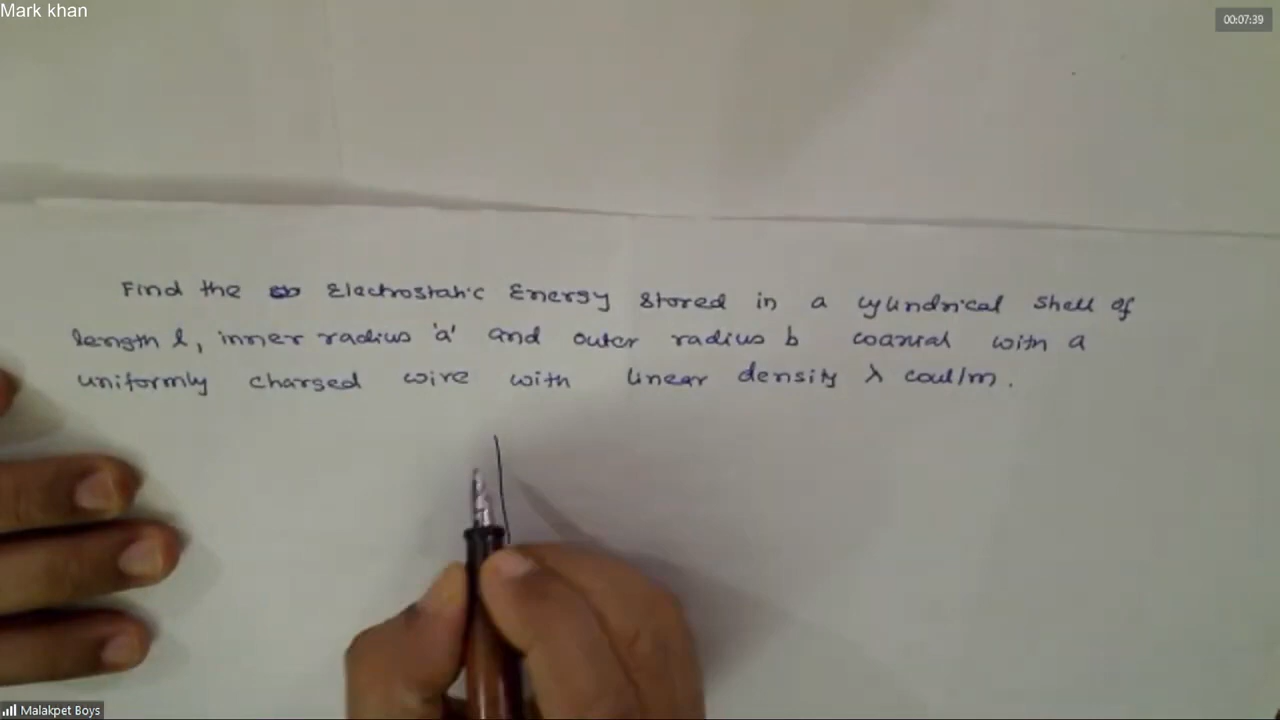 Mark khan
00:07:39
Find the Electrostatic Energy stored in a cylindrical shell of
length l, inner radius 'a' and outer radius b coaxial with a
uniformly charged wire with linear density λ coul/m.
Malakpet Boys